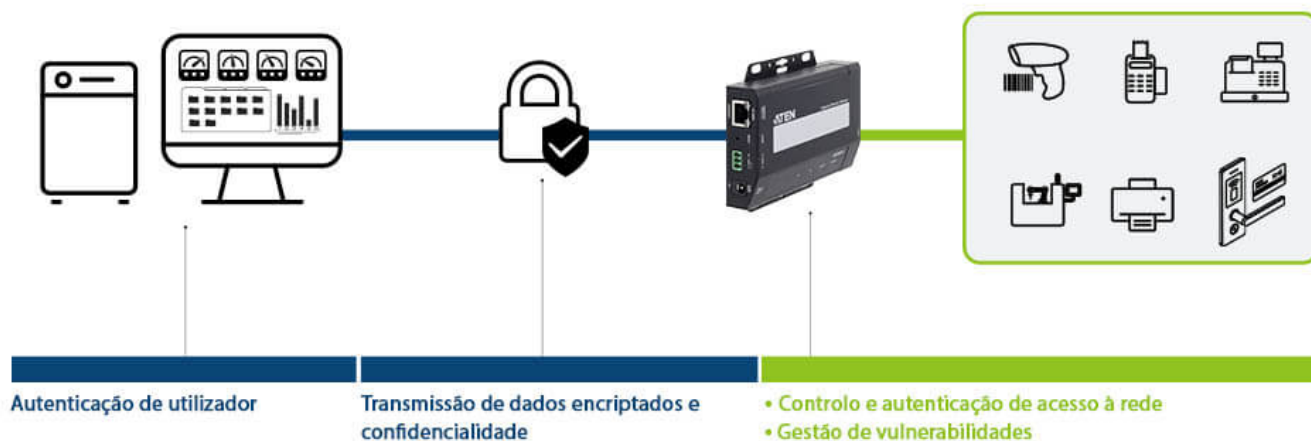 ATEN
Autenticação de utilizador
Transmissão de dados encriptados e
confidencialidade
• Controlo e autenticação de acesso à rede
• Gestão de vulnerabilidades